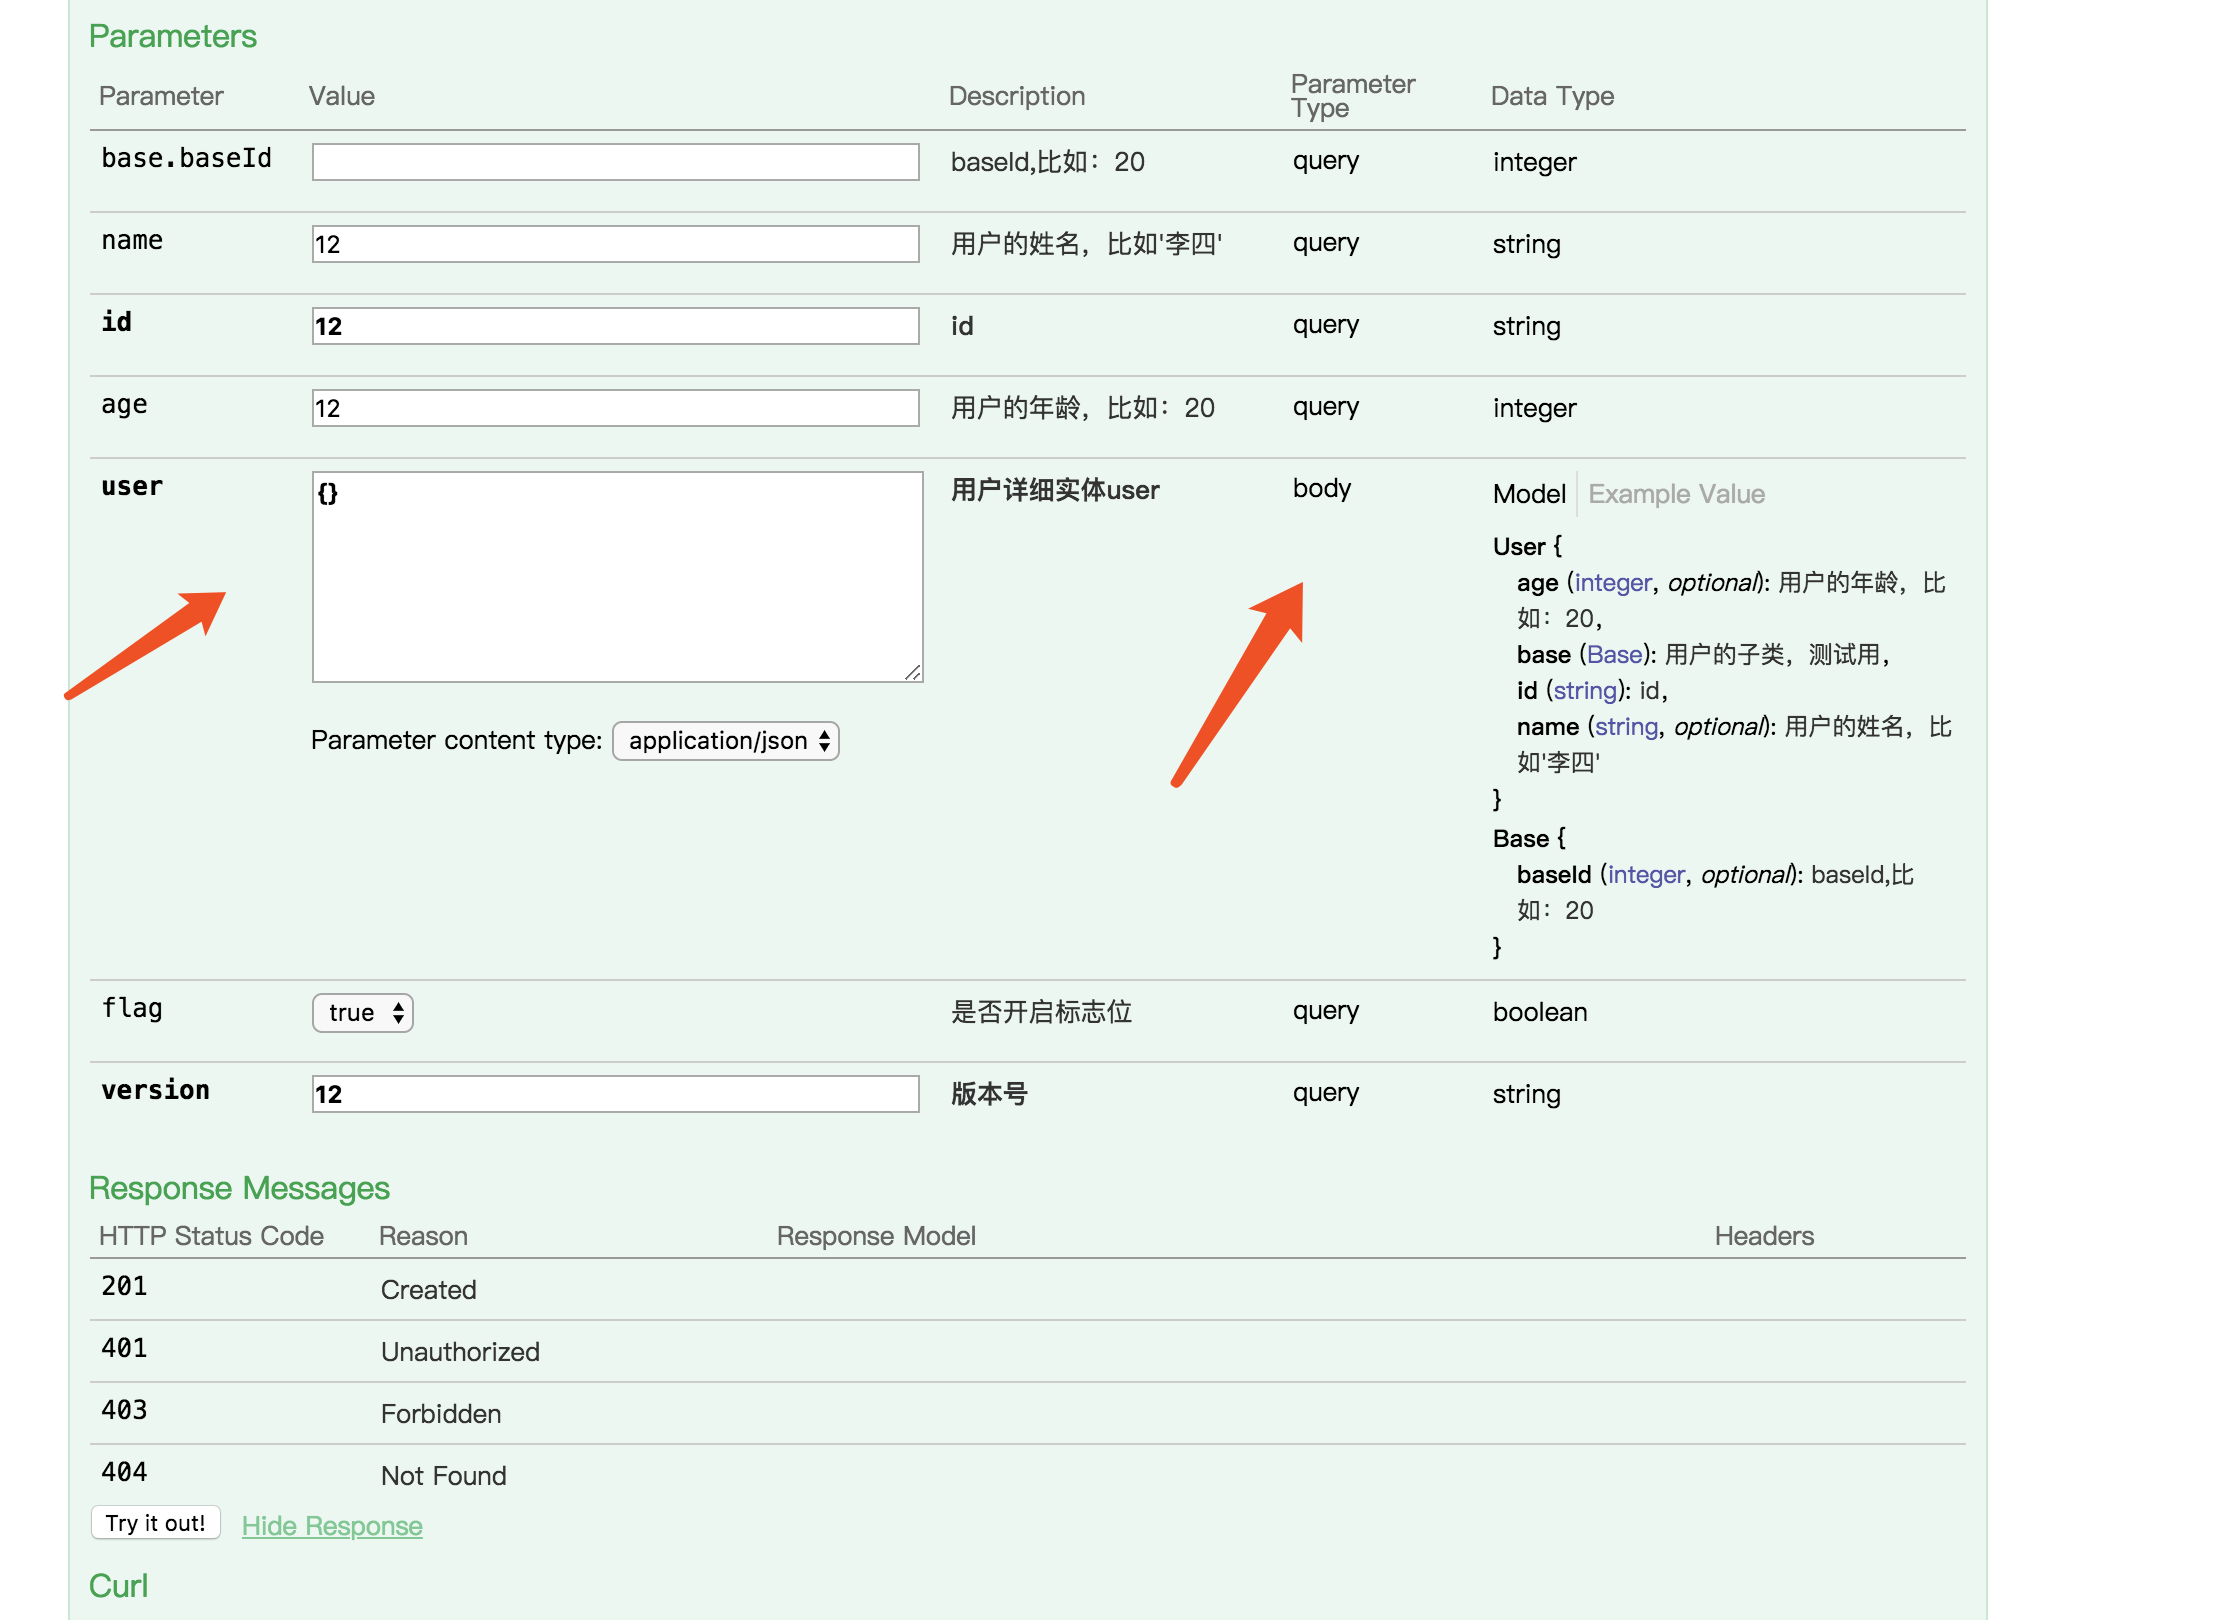 Parameters
Parameter Value Description Parameter Type Data Type
base.baseId baseId,比如：20 query integer
name 12 用户的姓名，比如'李四' query string
id 12 id query string
age 12 用户的年龄，比如：20 query integer
user {} 用户详细实体user body Model Example Value
User {
age (integer, optional): 用户的年龄，比
如：20,
base (Base): 用户的子类，测试用,
id (string): id,
name (string, optional): 用户的姓名，比
如'李四'
}
Parameter content type: application/json
Base {
baseId (integer, optional): baseId,比
如：20
}
flag true 是否开启标志位 query boolean
version 12 版本号 query string
Response Messages
HTTP Status Code Reason Response Model Headers
201 Created
401 Unauthorized
403 Forbidden
404 Not Found
Try it out! Hide Response
Curl